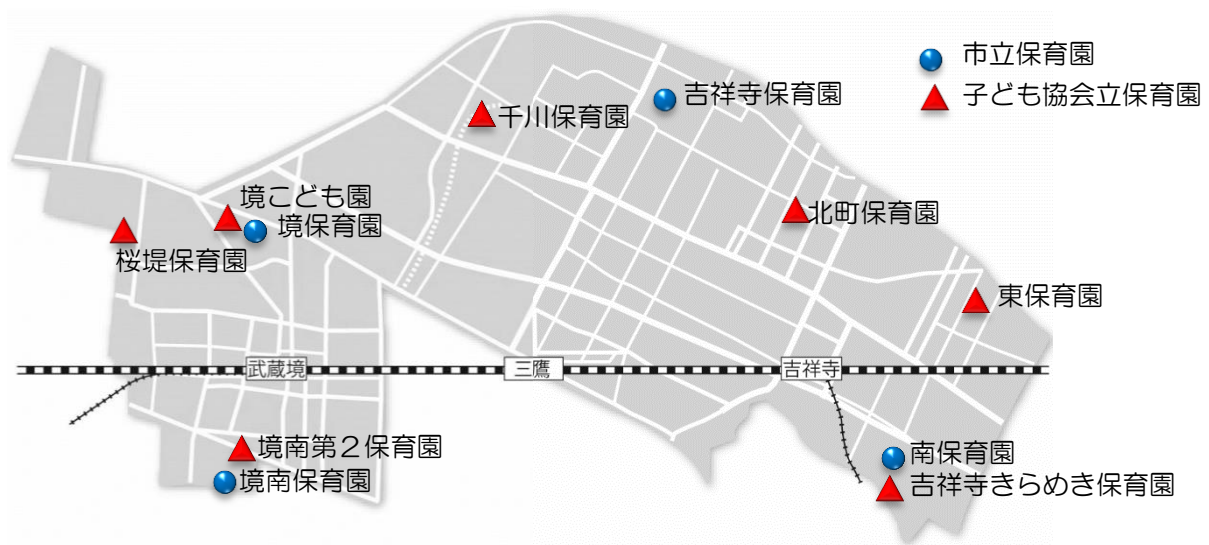 市立保育園
子ども協会立保育園
吉祥寺保育園
千川保育園
境こども園
境保育園
桜堤保育園
北町保育園
東保育園
武蔵境
三鷹
吉祥寺
境南第２保育園
境南保育園
南保育園
吉祥寺きらめき保育園